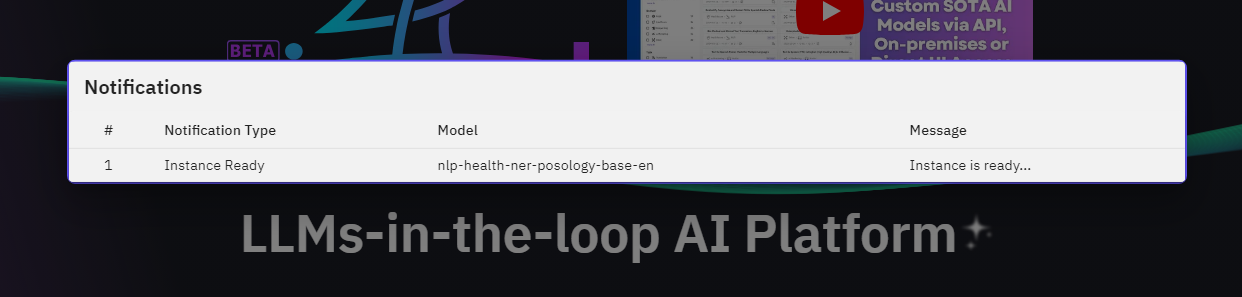 Custom SOTA AI
Models via API,
On-premises or
BETA
Notifications
# Notification Type Model Message
1 Instance Ready nlp-health-ner-posology-base-en Instance is ready...
LLMs-in-the-loop AI Platform